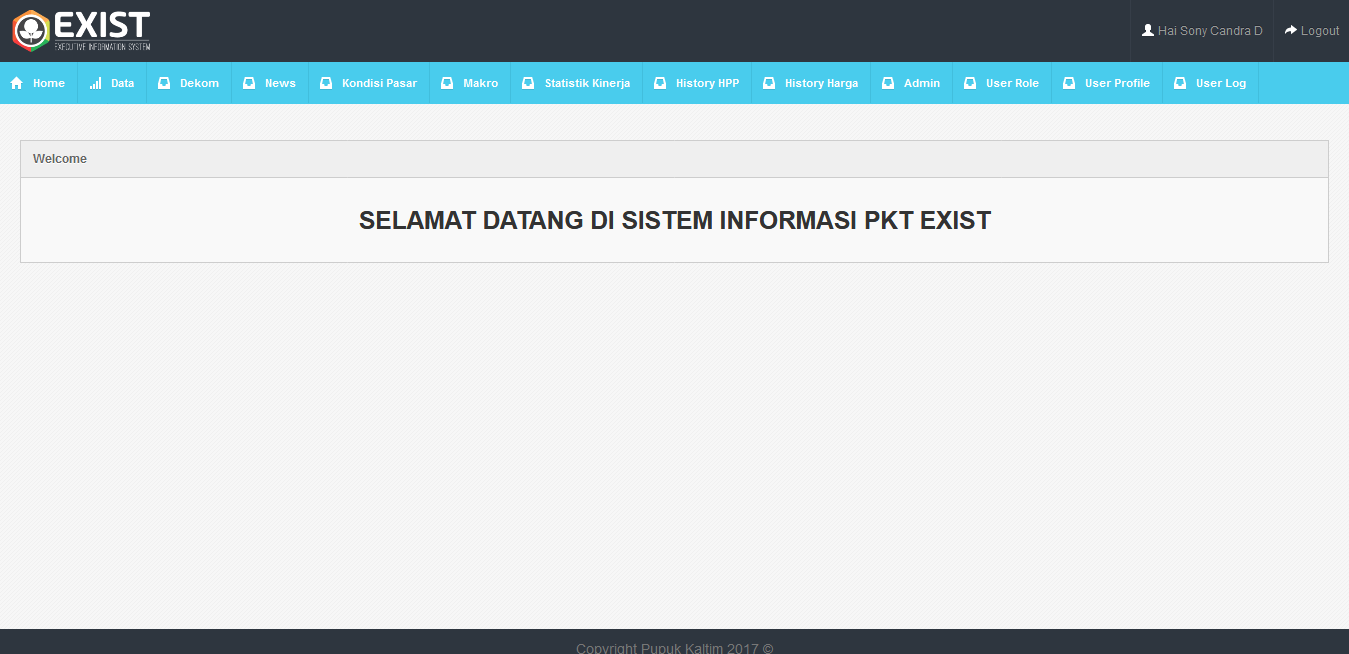 EXIST
EXECUTIVE INFORMATION SYSTEM
Hai Sony Candra D
Logout
Home
Data
Dekom
News
Kondisi Pasar
Makro
Statistik Kinerja
History HPP
History Harga
Admin
User Role
User Profile
User Log
Welcome
SELAMAT DATANG DI SISTEM INFORMASI PKT EXIST
Copyright Pupuk Kaltim 2017 ©